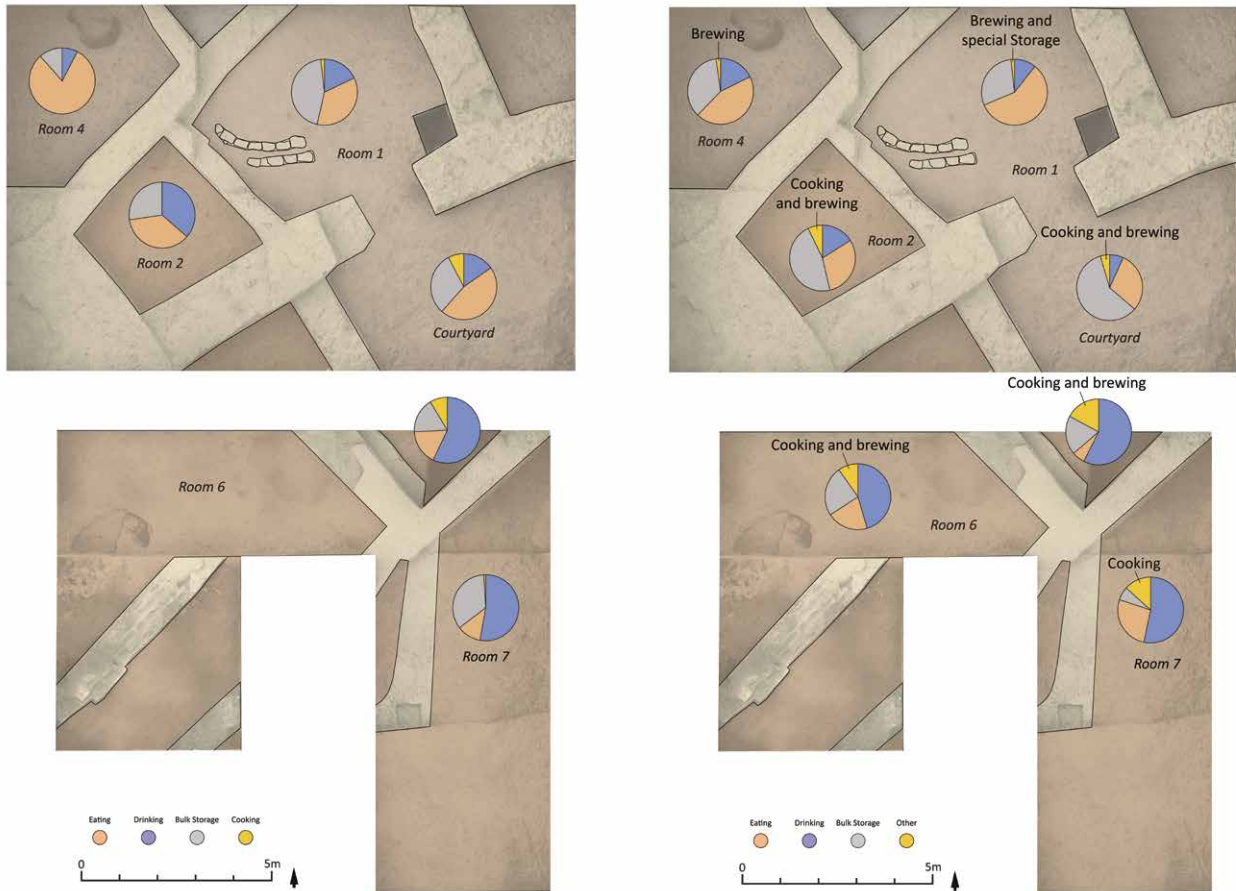 Room 4
Room 1
Room 2
Courtyard
Room 6
Room 7
Eating
Drinking
Bulk Storage
Cooking
0
5m
Brewing
Brewing and
special Storage
Room 4
Room 1
Cooking
and brewing
Room 2
Cooking and brewing
Courtyard
Cooking and brewing
Cooking and brewing
Room 6
Cooking
Room 7
Eating
Drinking
Bulk Storage
Other
0
5m